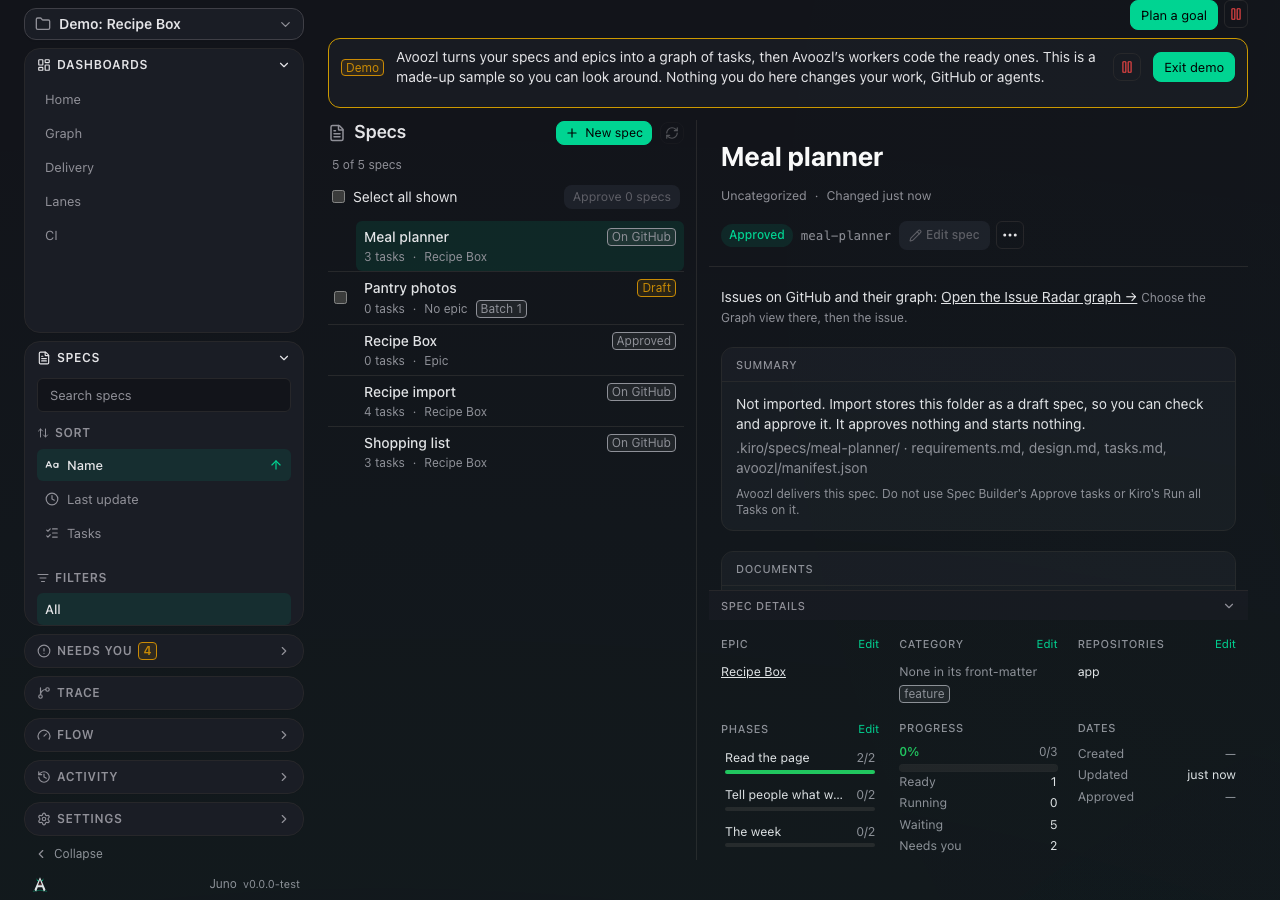 Demo: Recipe Box
DASHBOARDS
Home
Graph
Delivery
Lanes
CI
SPECS
Search specs
SORT
Aa Name
Last update
Tasks
FILTERS
All
NEEDS YOU 4
TRACE
FLOW
ACTIVITY
SETTINGS
Collapse
Juno v0.0.0-test
Plan a goal
Demo
Avoozl turns your specs and epics into a graph of tasks, then Avoozl's workers code the ready ones. This is a
made-up sample so you can look around. Nothing you do here changes your work, GitHub or agents.
Exit demo
Specs
New spec
5 of 5 specs
Select all shown
Approve 0 specs
Meal planner On GitHub
3 tasks · Recipe Box
Pantry photos Draft
0 tasks · No epic Batch 1
Recipe Box Approved
0 tasks · Epic
Recipe import On GitHub
4 tasks · Recipe Box
Shopping list On GitHub
3 tasks · Recipe Box
Meal planner
Uncategorized · Changed just now
Approved meal-planner Edit spec
Issues on GitHub and their graph: Open the Issue Radar graph → Choose the
Graph view there, then the issue.
SUMMARY
Not imported. Import stores this folder as a draft spec, so you can check
and approve it. It approves nothing and starts nothing.
.kiro/specs/meal-planner/ · requirements.md, design.md, tasks.md,
avoozl/manifest.json
Avoozl delivers this spec. Do not use Spec Builder's Approve tasks or Kiro's Run all
Tasks on it.
DOCUMENTS
SPEC DETAILS
EPIC Edit
Recipe Box
CATEGORY Edit
None in its front-matter
feature
REPOSITORIES Edit
app
PHASES Edit
Read the page 2/2
Tell people what w... 0/2
The week 0/2
PROGRESS
0% 0/3
Ready 1
Running 0
Waiting 5
Needs you 2
DATES
Created —
Updated just now
Approved —